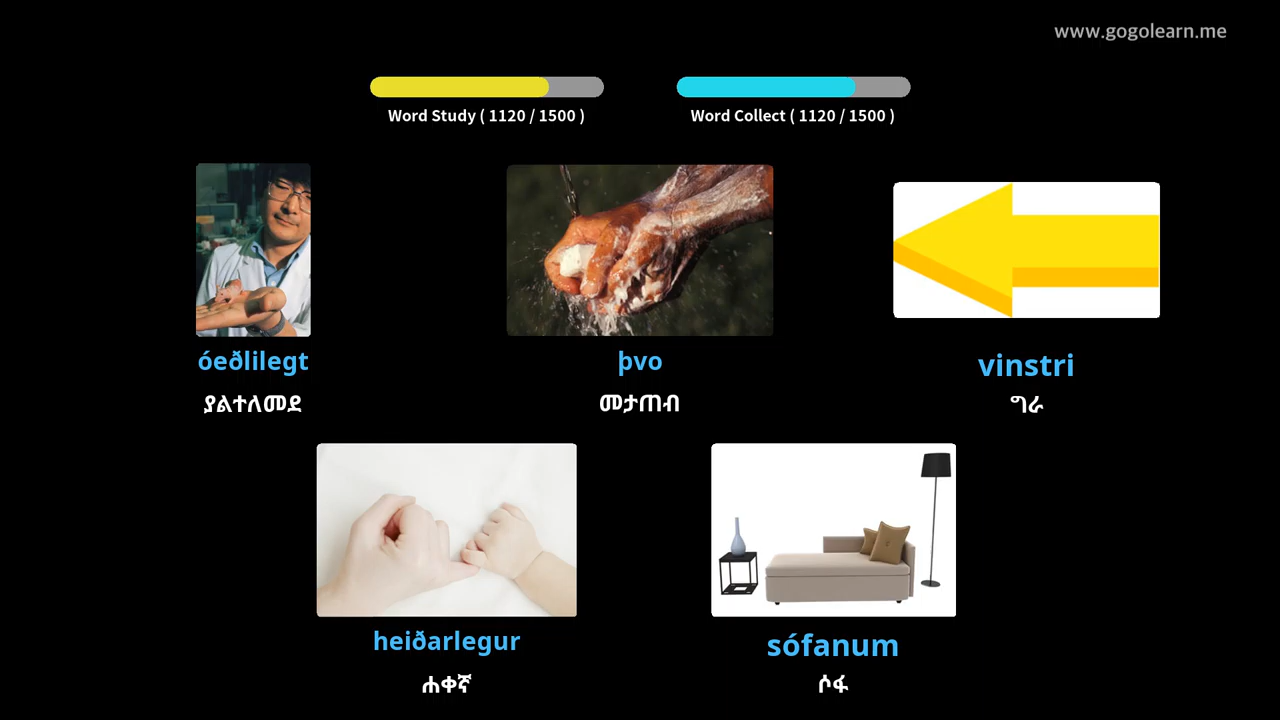 www.gogolearn.me
Word Study ( 1120 / 1500 )
Word Collect ( 1120 / 1500 )
óeðlilegt
ያልተለመደ
þvo
መታጠብ
vinstri
ግራ
heiðarlegur
ሐቀኛ
sófanum
ሶፋ